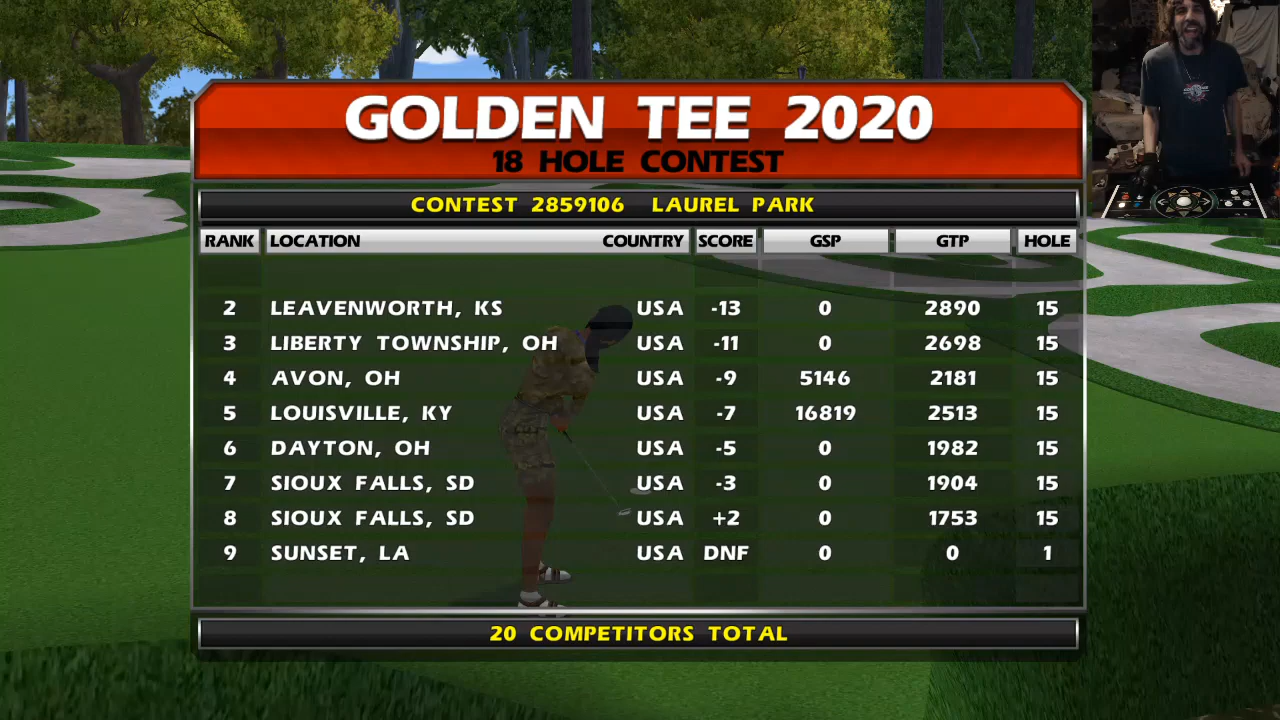 GOLDEN TEE 2020
18 HOLE CONTEST
CONTEST 2859106 LAUREL PARK
RANK LOCATION COUNTRY SCORE GSP GTP HOLE
2 LEAVENWORTH, KS USA -13 0 2890 15
3 LIBERTY TOWNSHIP, OH USA -11 0 2698 15
4 AVON, OH USA -9 5146 2181 15
5 LOUISVILLE, KY USA -7 16819 2513 15
6 DAYTON, OH USA -5 0 1982 15
7 SIOUX FALLS, SD USA -3 0 1904 15
8 SIOUX FALLS, SD USA +2 0 1753 15
9 SUNSET, LA USA DNF 0 0 1
20 COMPETITORS TOTAL